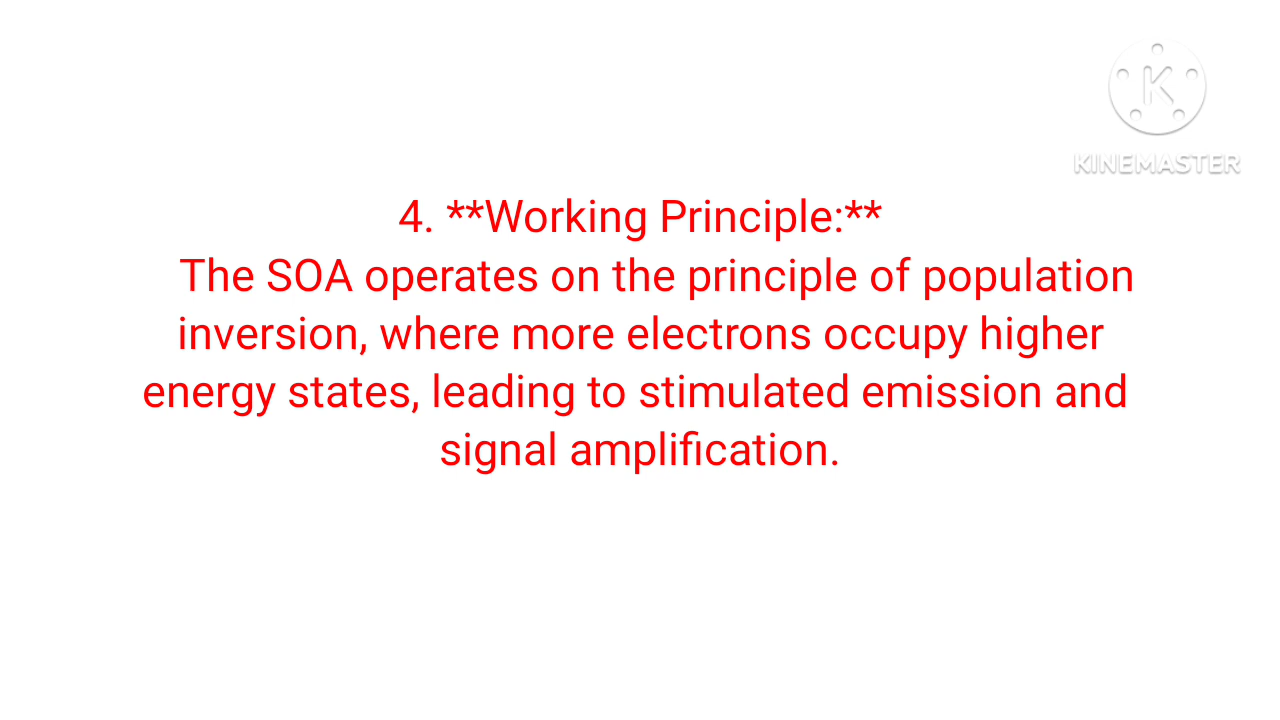 K
KINEMASTER
4. **Working Principle:**
The SOA operates on the principle of population
inversion, where more electrons occupy higher
energy states, leading to stimulated emission and
signal amplification.